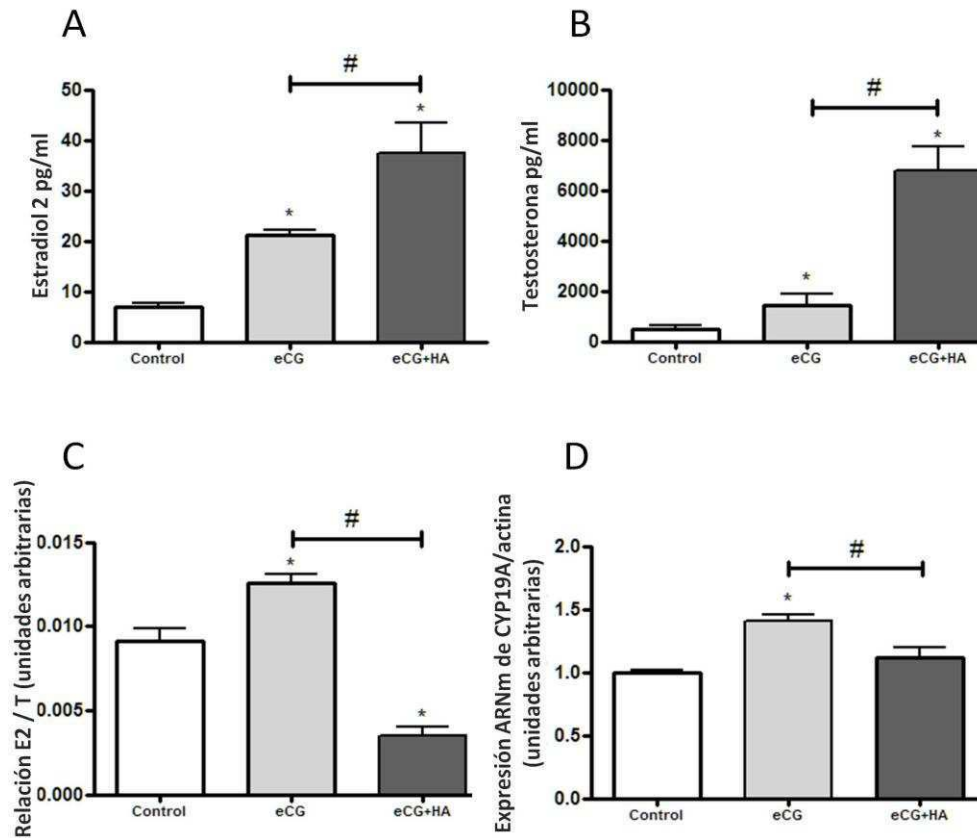 A
#
50
40
30
20
10
0
*
*
Estradiol 2 pg/ml
Control
eCG
eCG+HA
B
#
10000
8000
6000
4000
2000
0
*
*
Testosterona pg/ml
Control
eCG
eCG+HA
C
#
0.015
0.010
0.005
0.000
*
*
Relación E2 / T (unidades arbitrarias)
Control
eCG
eCG+HA
D
#
2.0
1.5
1.0
0.5
0.0
*
Expresión ARNm de CYP19A/actina
(unidades arbitrarias)
Control
eCG
eCG+HA